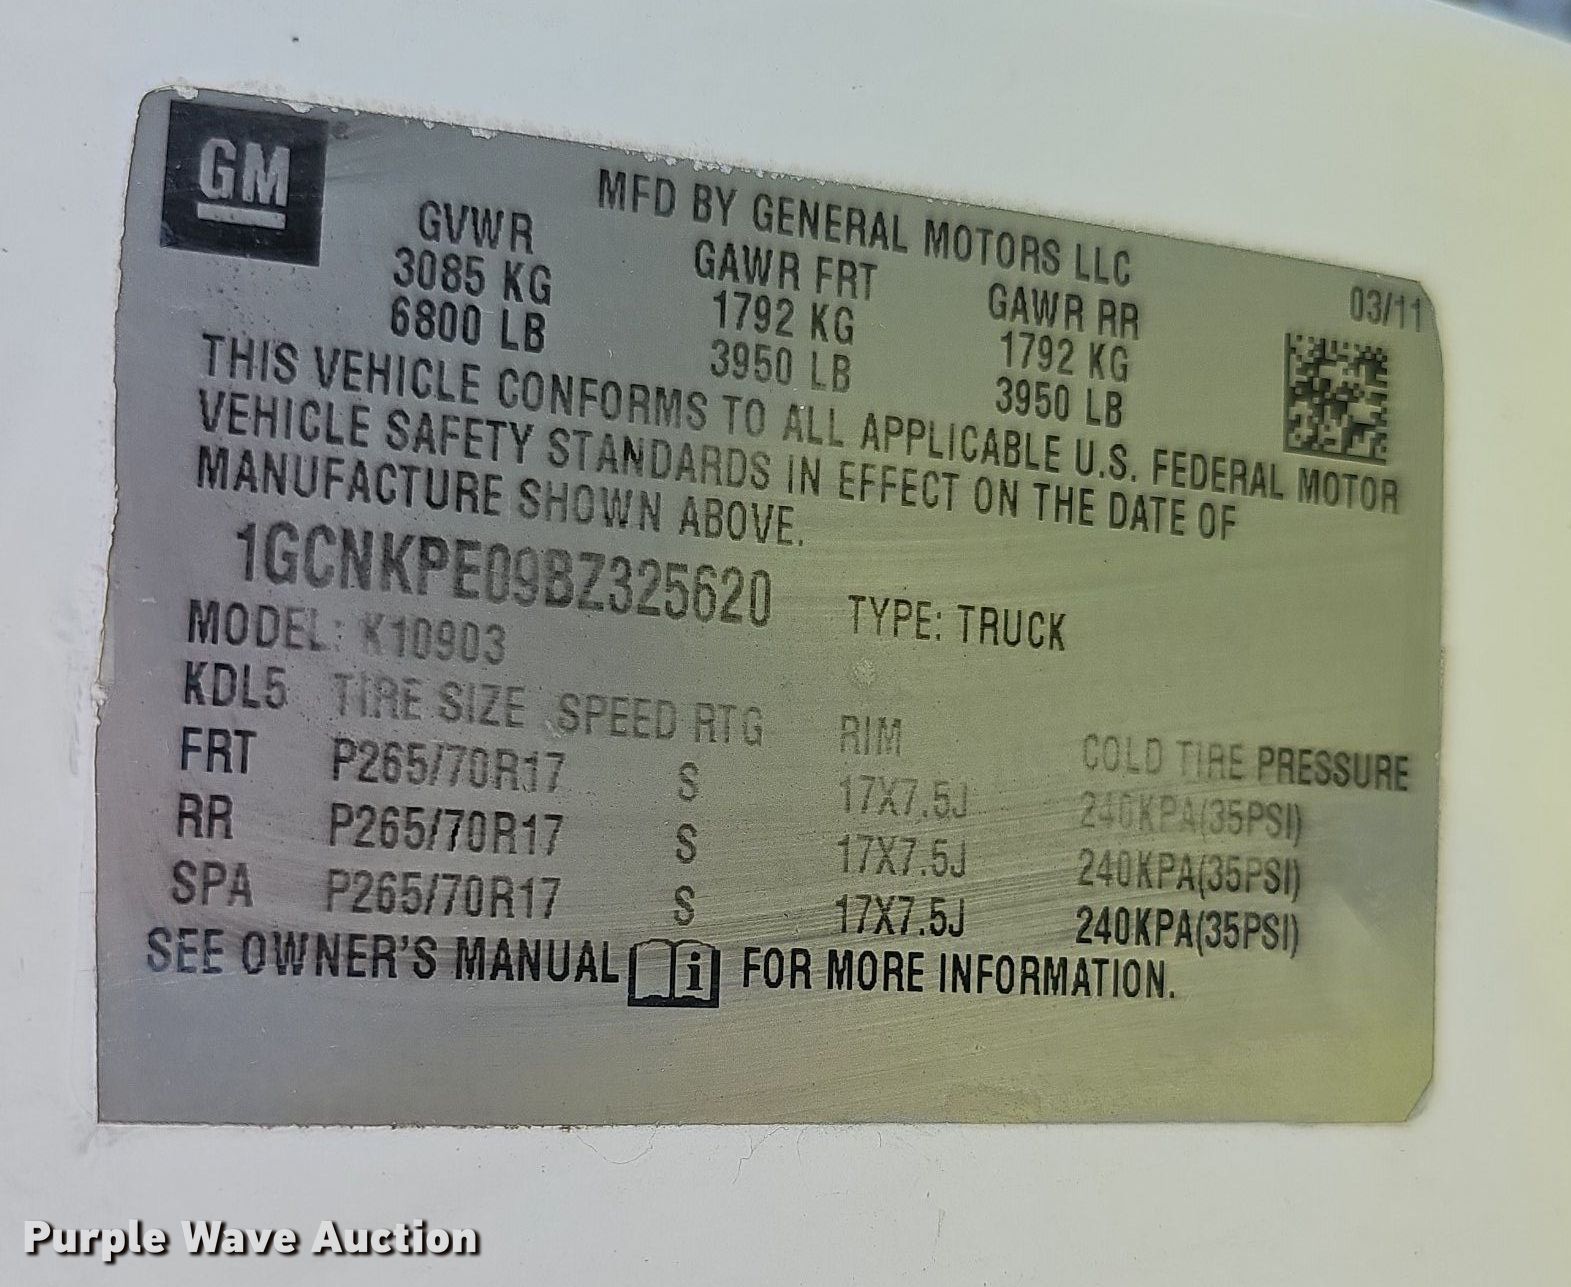 GM
MFD BY GENERAL MOTORS LLC
GVWR GAWR FRT GAWR RR 03/11
3085 KG 1792 KG 1792 KG
6800 LB 3950 LB 3950 LB
THIS VEHICLE CONFORMS TO ALL APPLICABLE U.S. FEDERAL MOTOR
VEHICLE SAFETY STANDARDS IN EFFECT ON THE DATE OF
MANUFACTURE SHOWN ABOVE.
1GCNKPE09BZ325620 TYPE: TRUCK
MODEL: K10903
KDL5 TIRE SIZE SPEED RTG RIM COLD TIRE PRESSURE
FRT P265/70R17 S 17X7.5J 240KPA(35PSI)
RR P265/70R17 S 17X7.5J 240KPA(35PSI)
SPA P265/70R17 S 17X7.5J 240KPA(35PSI)
SEE OWNER'S MANUAL i FOR MORE INFORMATION.
Purple Wave Auction